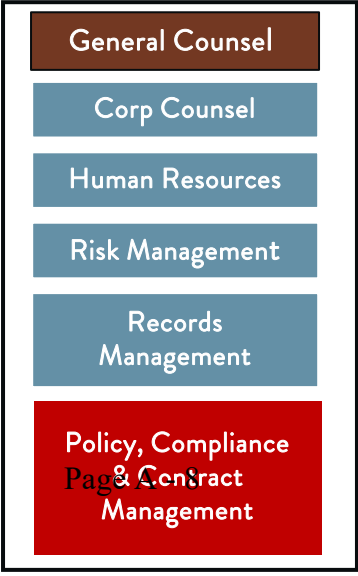 General Counsel
Corp Counsel
Human Resources
Risk Management
Records
Management
Policy, Compliance
& Contract
Page A - 8
Management